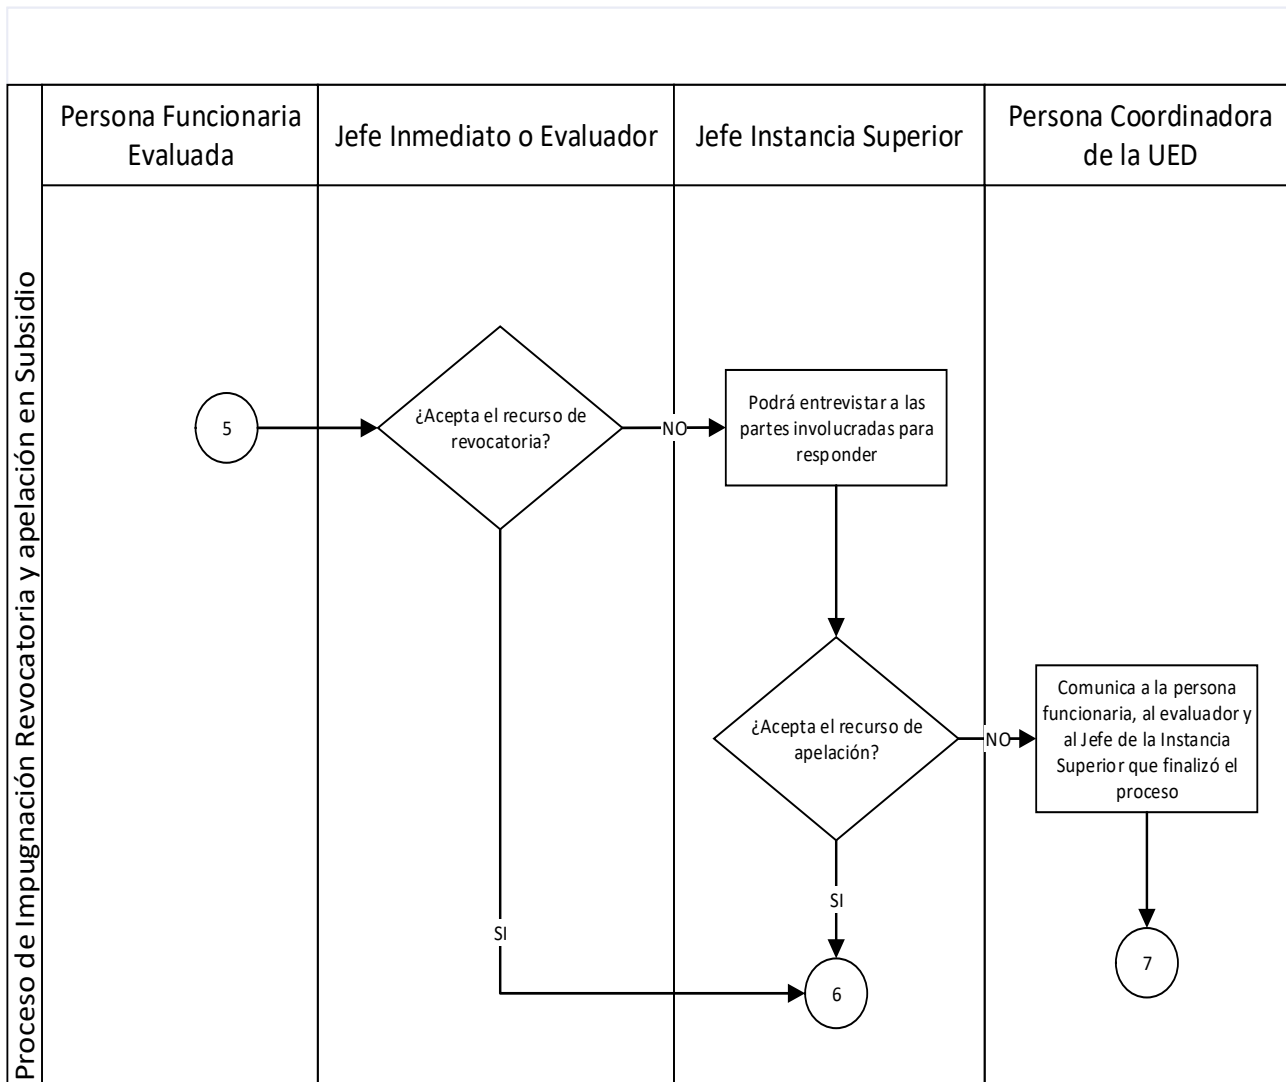 Persona Funcionaria
Evaluada
Jefe Inmediato o Evaluador
Jefe Instancia Superior
Persona Coordinadora
de la UED
Proceso de Impugnación Revocatoria y apelación en Subsidio
5
¿Acepta el recurso de
revocatoria?
NO
Podrá entrevistar a las
partes involucradas para
responder
¿Acepta el recurso de
apelación?
NO
Comunica a la persona
funcionaria, al evaluador y
al Jefe de la Instancia
Superior que finalizó el
proceso
SI
SI
6
7